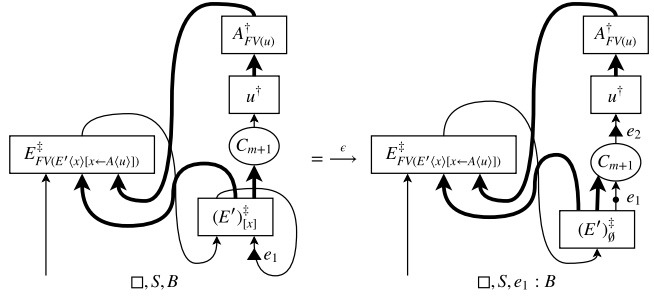 A†FV(u) A†FV(u)
u† u†
e2
E‡FV(E′⟨x⟩[x←A⟨u⟩]) Cm+1 = ϵ⟶ E‡FV(E′⟨x⟩[x←A⟨u⟩]) Cm+1
e1
(E′)‡[x] (E′)‡∅
e1
□, S, B □, S, e1 : B